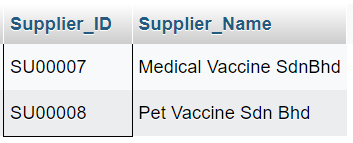 Supplier_ID Supplier_Name
SU00007 Medical Vaccine SdnBhd
SU00008 Pet Vaccine Sdn Bhd